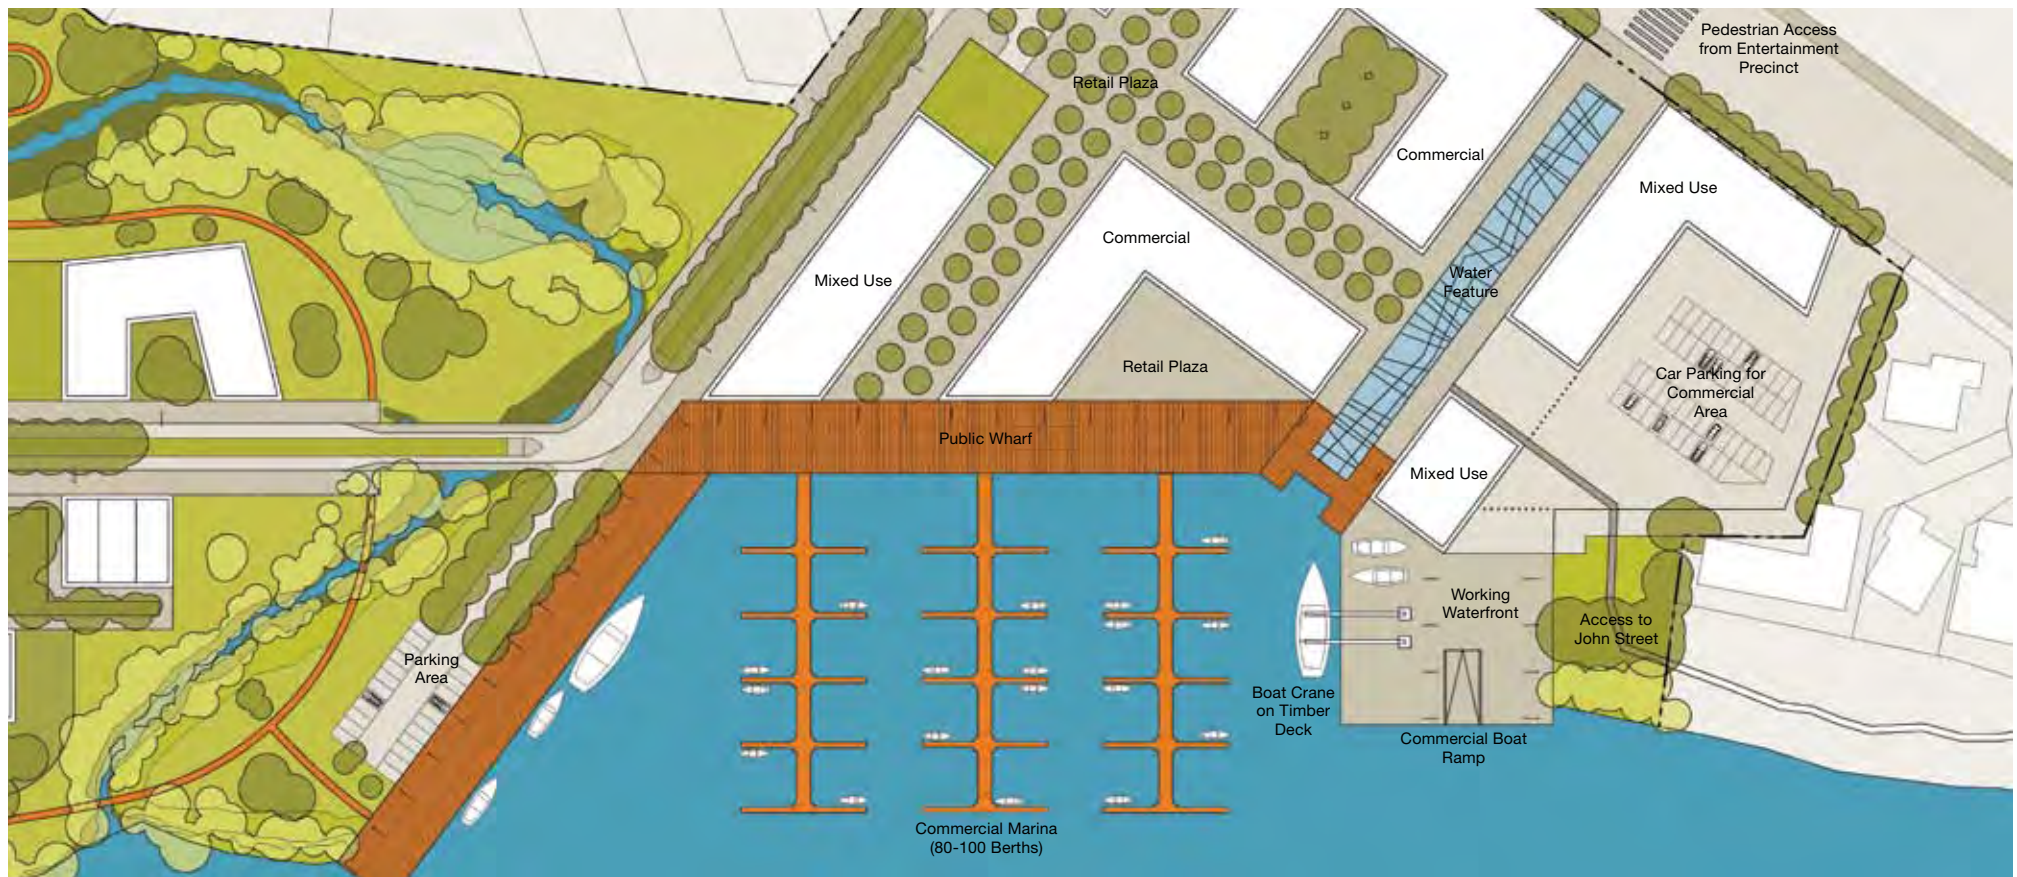 Pedestrian Access
from Entertainment
Precinct
Retail Plaza
Commercial
Mixed Use
Commercial
Mixed Use
Water
Feature
Retail Plaza
Car Parking for
Commercial
Area
Public Wharf
Mixed Use
Working
Waterfront
Access to
John Street
Parking
Area
Boat Crane
on Timber
Deck
Commercial Boat
Ramp
Commercial Marina
(80-100 Berths)